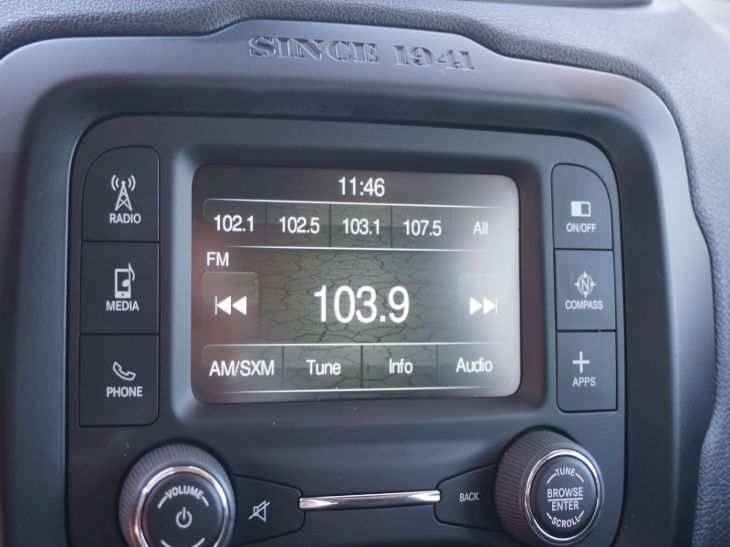 SINCE 1941
11:46
102.1 102.5 103.1 107.5 All
FM
103.9
AM/SXM Tune Info Audio
RADIO
MEDIA
PHONE
ON/OFF
N
COMPASS
APPS
VOLUME
BACK
TUNE
BROWSE
ENTER
SCROLL